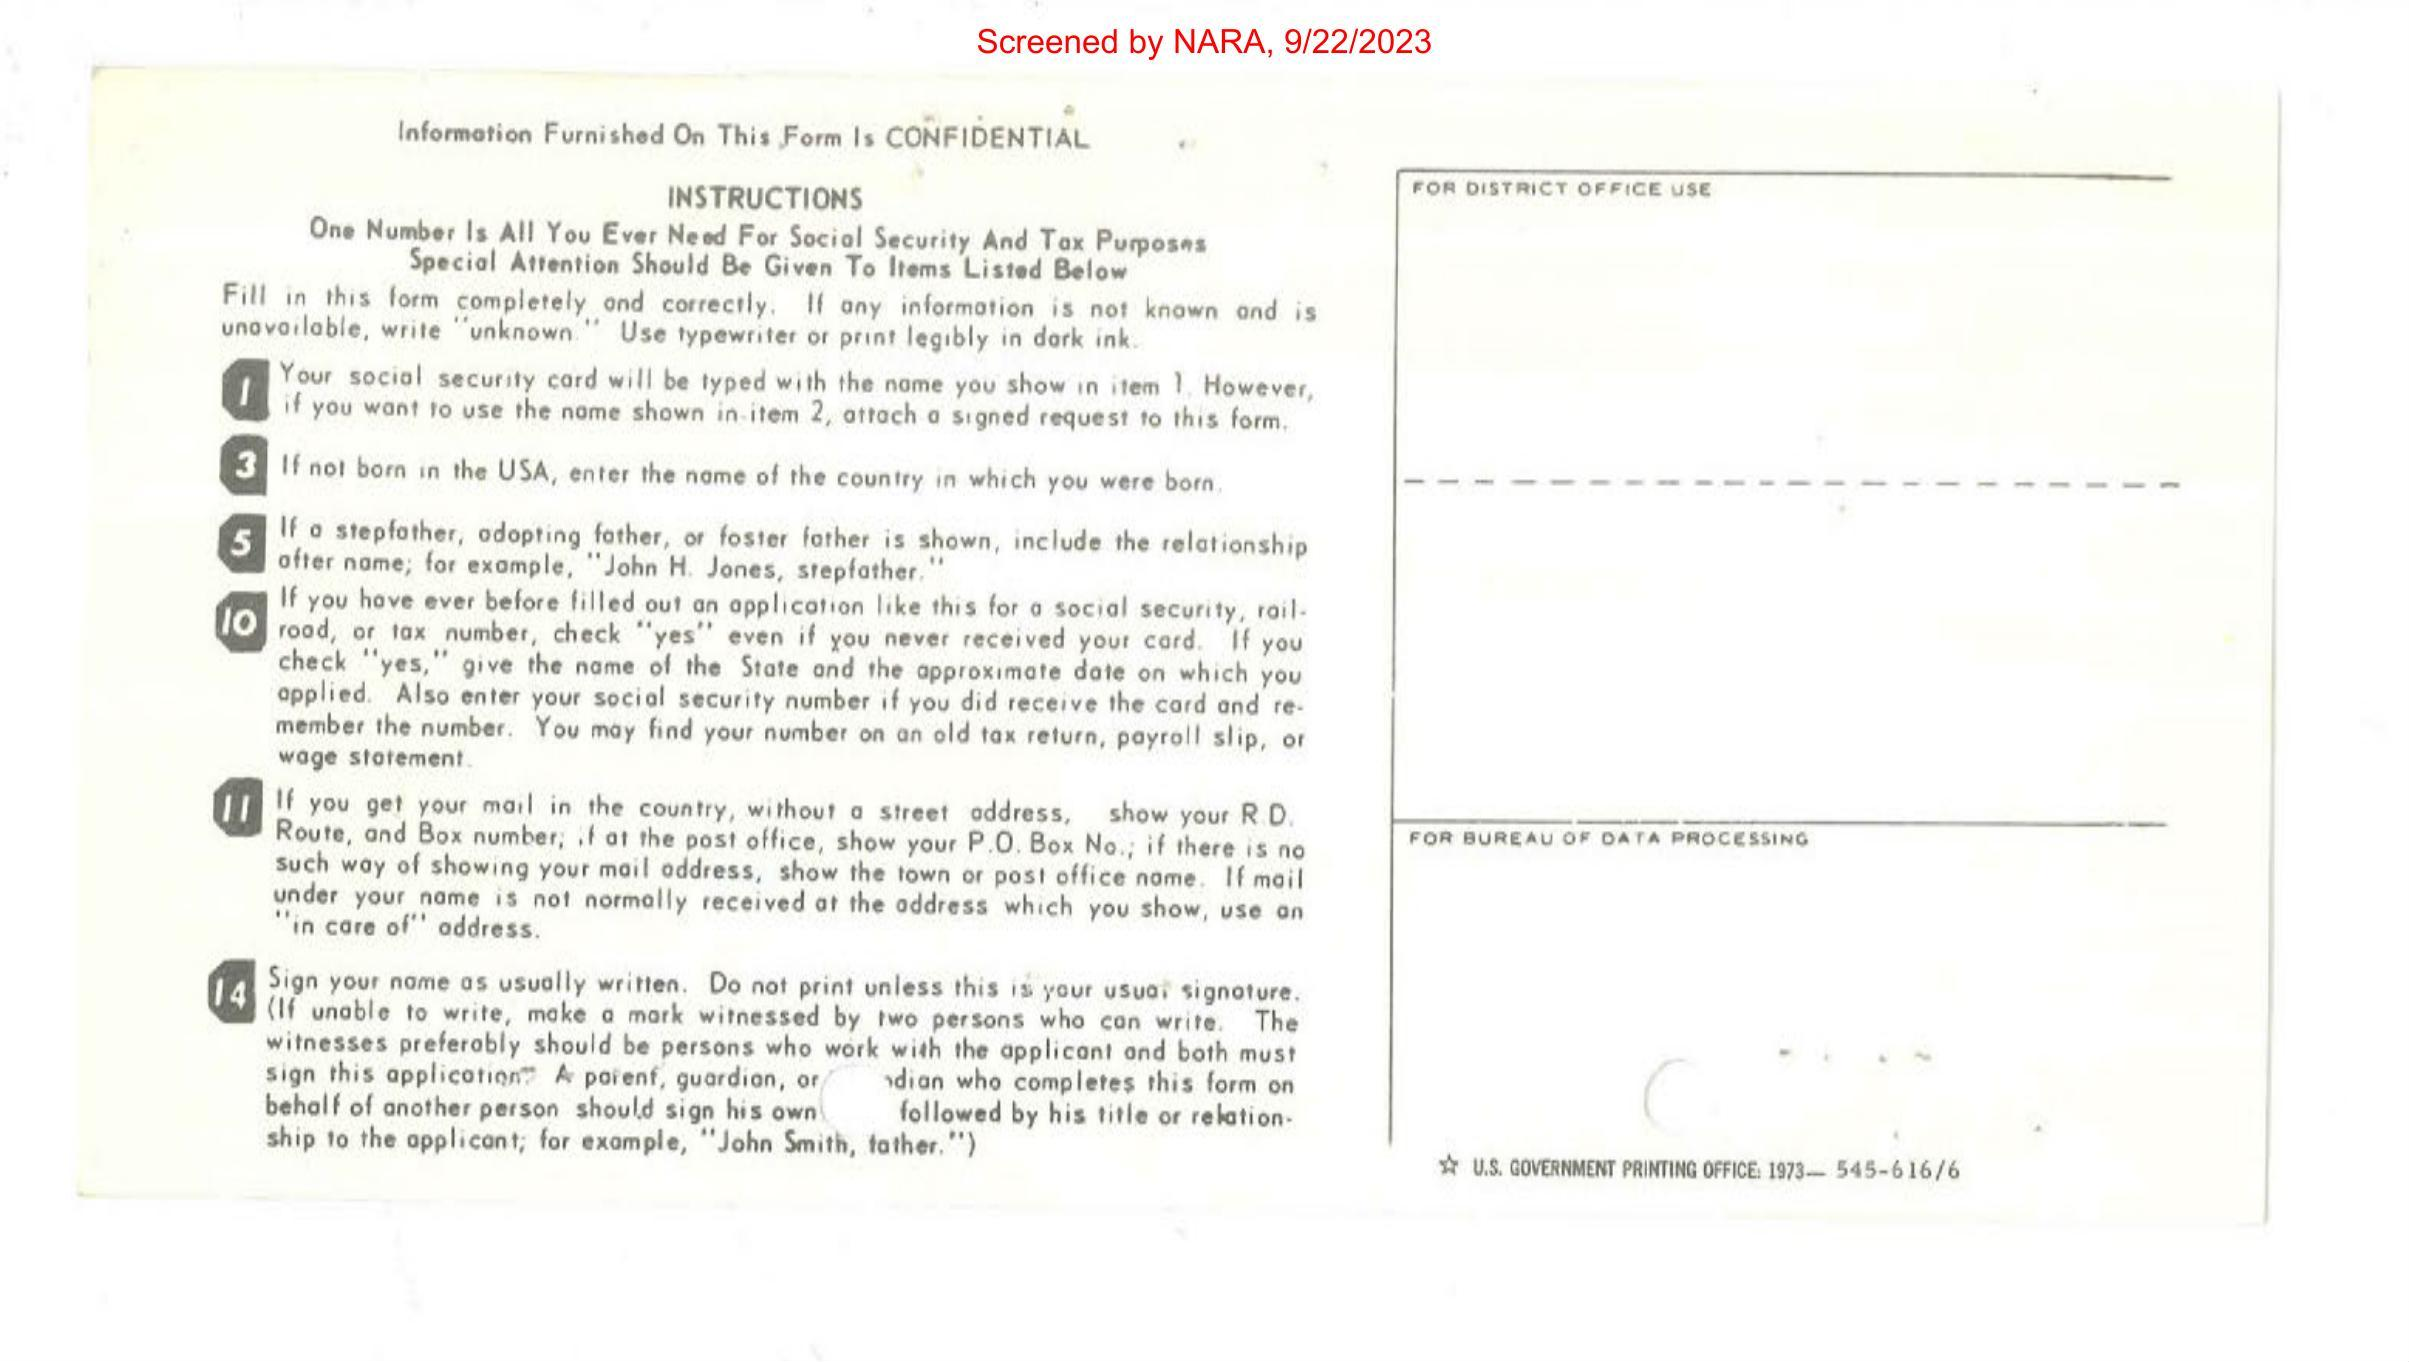 Screened by NARA, 9/22/2023
Information Furnished On This Form Is CONFIDENTIAL
INSTRUCTIONS
One Number Is All You Ever Need For Social Security And Tax Purposes
Special Attention Should Be Given To Items Listed Below
Fill in this form completely and correctly. If any information is not known and is
unavailable, write "unknown." Use typewriter or print legibly in dark ink.
1 Your social security card will be typed with the name you show in item 1. However,
if you want to use the name shown in item 2, attach a signed request to this form.
3 If not born in the USA, enter the name of the country in which you were born.
5 If a stepfather, adopting father, or foster father is shown, include the relationship
after name; for example, "John H. Jones, stepfather."
10 If you have ever before filled out an application like this for a social security, rail-
road, or tax number, check "yes" even if you never received your card. If you
check "yes," give the name of the State and the approximate date on which you
applied. Also enter your social security number if you did receive the card and re-
member the number. You may find your number on an old tax return, payroll slip, or
wage statement.
11 If you get your mail in the country, without a street address, show your R.D.
Route, and Box number; if at the post office, show your P.O. Box No.; if there is no
such way of showing your mail address, show the town or post office name. If mail
under your name is not normally received at the address which you show, use an
"in care of" address.
14 Sign your name as usually written. Do not print unless this is your usual signature.
(If unable to write, make a mark witnessed by two persons who can write. The
witnesses preferably should be persons who work with the applicant and both must
sign this application. A parent, guardian, or dian who completes this form on
behalf of another person should sign his own followed by his title or relation-
ship to the applicant; for example, "John Smith, father.")
FOR DISTRICT OFFICE USE
FOR BUREAU OF DATA PROCESSING
☆ U.S. GOVERNMENT PRINTING OFFICE: 1973— 545-616/6